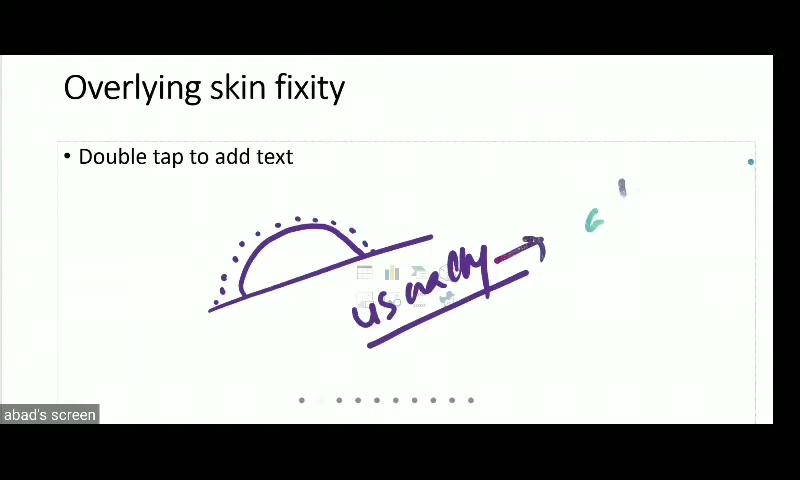 Overlying skin fixity
• Double tap to add text
usually
abad's screen